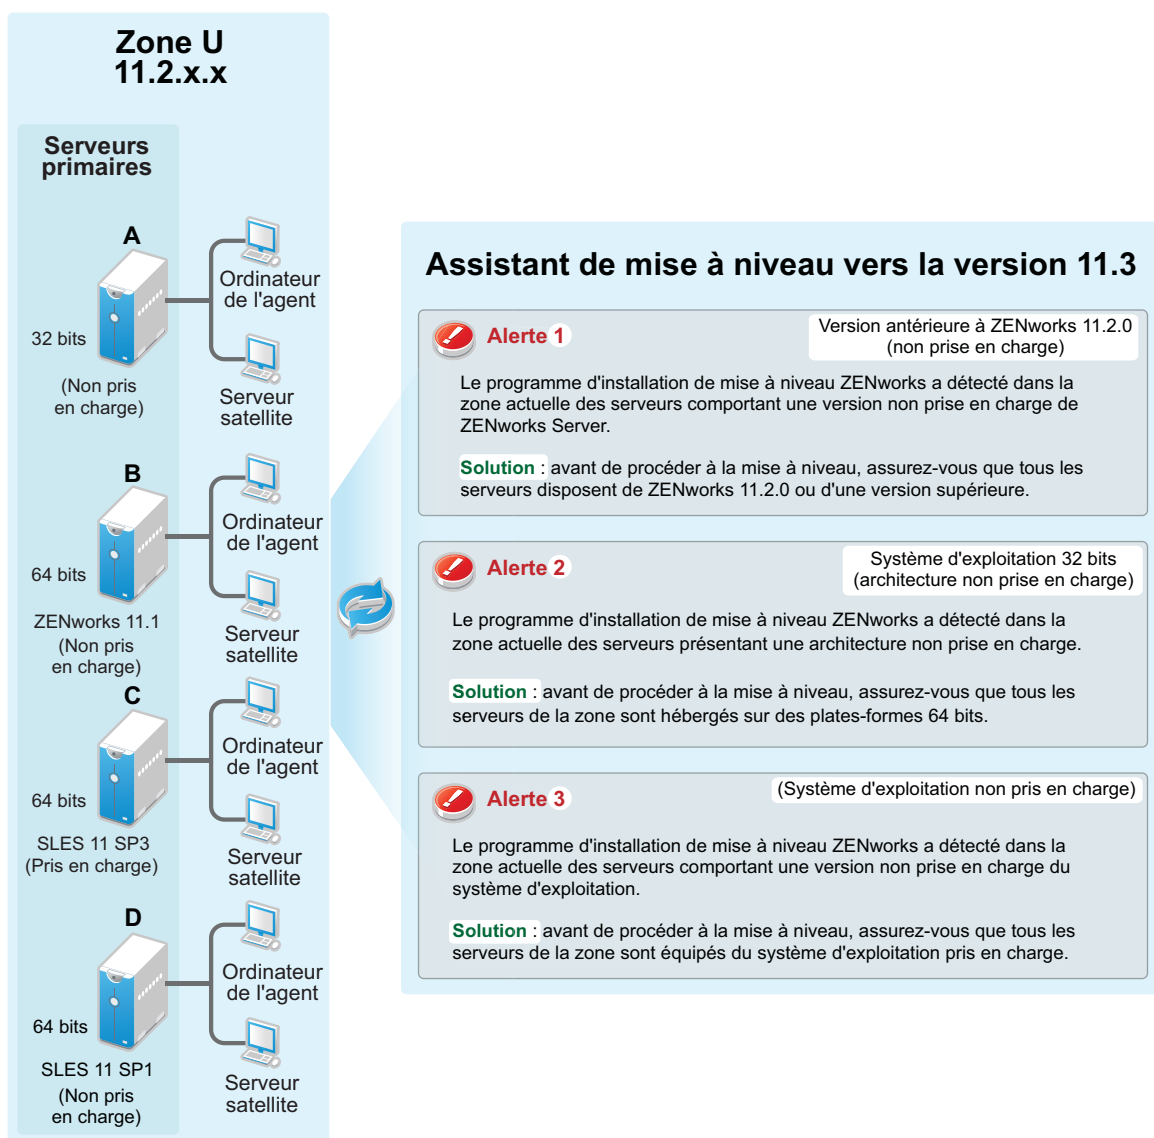 Zone U
11.2.x.x
Serveurs
primaires
A
32 bits
(Non pris
en charge)
Ordinateur
de l'agent
Serveur
satellite
B
64 bits
ZENworks 11.1
(Non pris
en charge)
Ordinateur
de l'agent
Serveur
satellite
C
64 bits
SLES 11 SP3
(Pris en charge)
Ordinateur
de l'agent
Serveur
satellite
D
64 bits
SLES 11 SP1
(Non pris
en charge)
Ordinateur
de l'agent
Serveur
satellite
Assistant de mise à niveau vers la version 11.3
Alerte 1
Version antérieure à ZENworks 11.2.0
(non prise en charge)
Le programme d'installation de mise à niveau ZENworks a détecté dans la
zone actuelle des serveurs comportant une version non prise en charge de
ZENworks Server.
Solution : avant de procéder à la mise à niveau, assurez-vous que tous les
serveurs disposent de ZENworks 11.2.0 ou d'une version supérieure.
Alerte 2
Système d'exploitation 32 bits
(architecture non prise en charge)
Le programme d'installation de mise à niveau ZENworks a détecté dans la
zone actuelle des serveurs présentant une architecture non prise en charge.
Solution : avant de procéder à la mise à niveau, assurez-vous que tous les
serveurs de la zone sont hébergés sur des plates-formes 64 bits.
Alerte 3
(Système d'exploitation non pris en charge)
Le programme d'installation de mise à niveau ZENworks a détecté dans la
zone actuelle des serveurs comportant une version non prise en charge du
système d'exploitation.
Solution : avant de procéder à la mise à niveau, assurez-vous que tous les
serveurs de la zone sont équipés du système d'exploitation pris en charge.